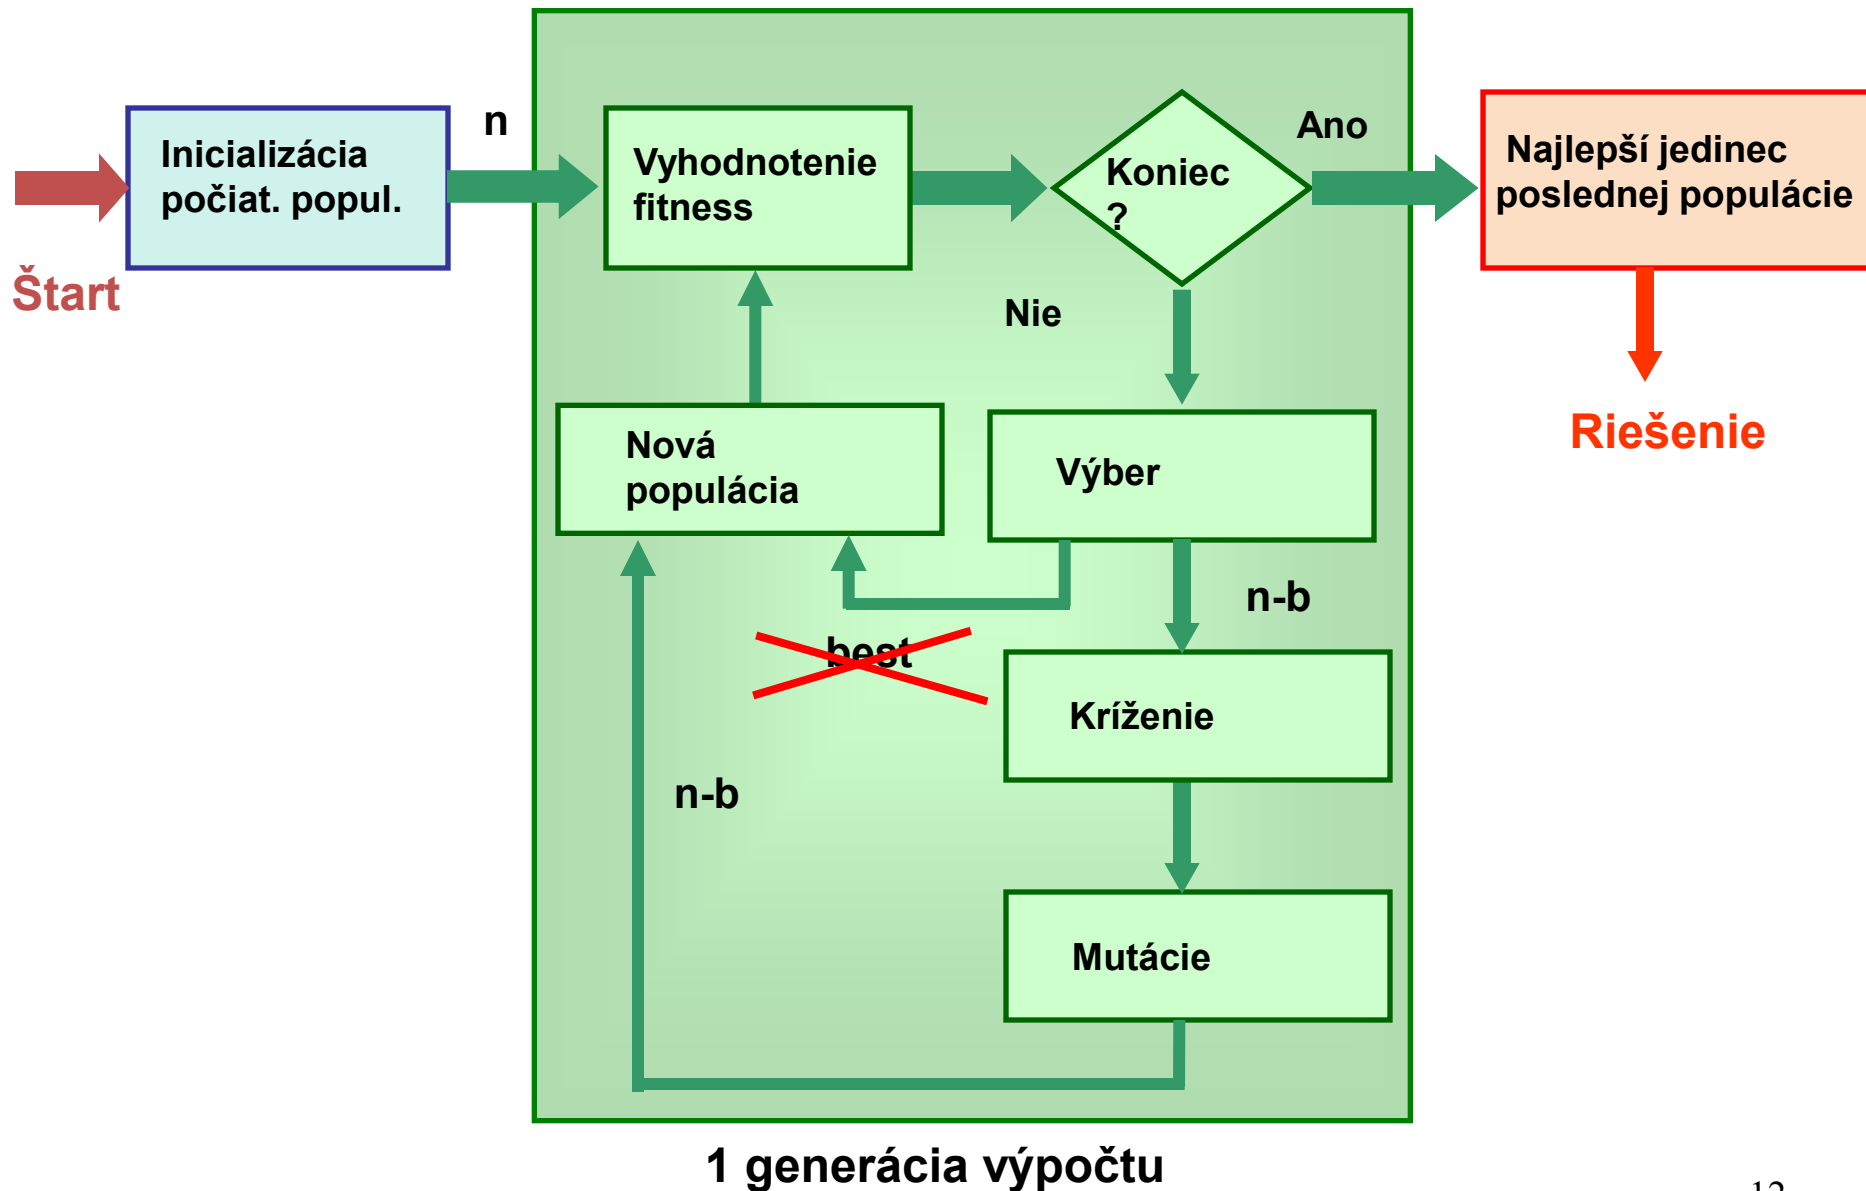 Štart
Inicializácia
počiat. popul.
n
Vyhodnotenie
fitness
Koniec
?
Ano
Najlepší jedinec
poslednej populácie
Riešenie
Nie
Nová
populácia
Výber
best
n-b
Kríženie
n-b
Mutácie
1 generácia výpočtu
12